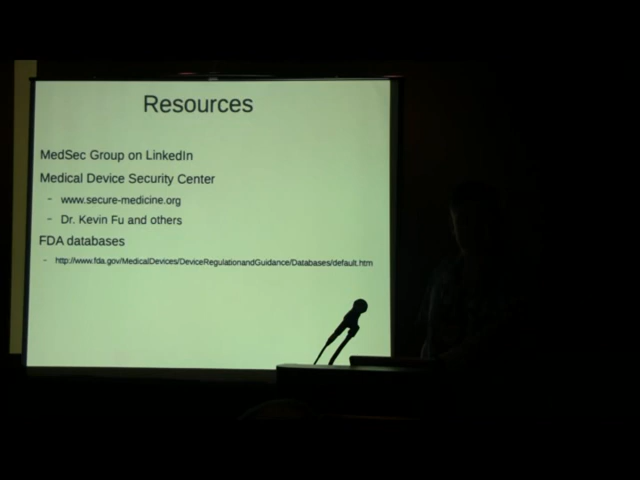 Resources
MedSec Group on LinkedIn
Medical Device Security Center
- www.secure-medicine.org
- Dr. Kevin Fu and others
FDA databases
- http://www.fda.gov/MedicalDevices/DeviceRegulationandGuidance/Databases/default.htm